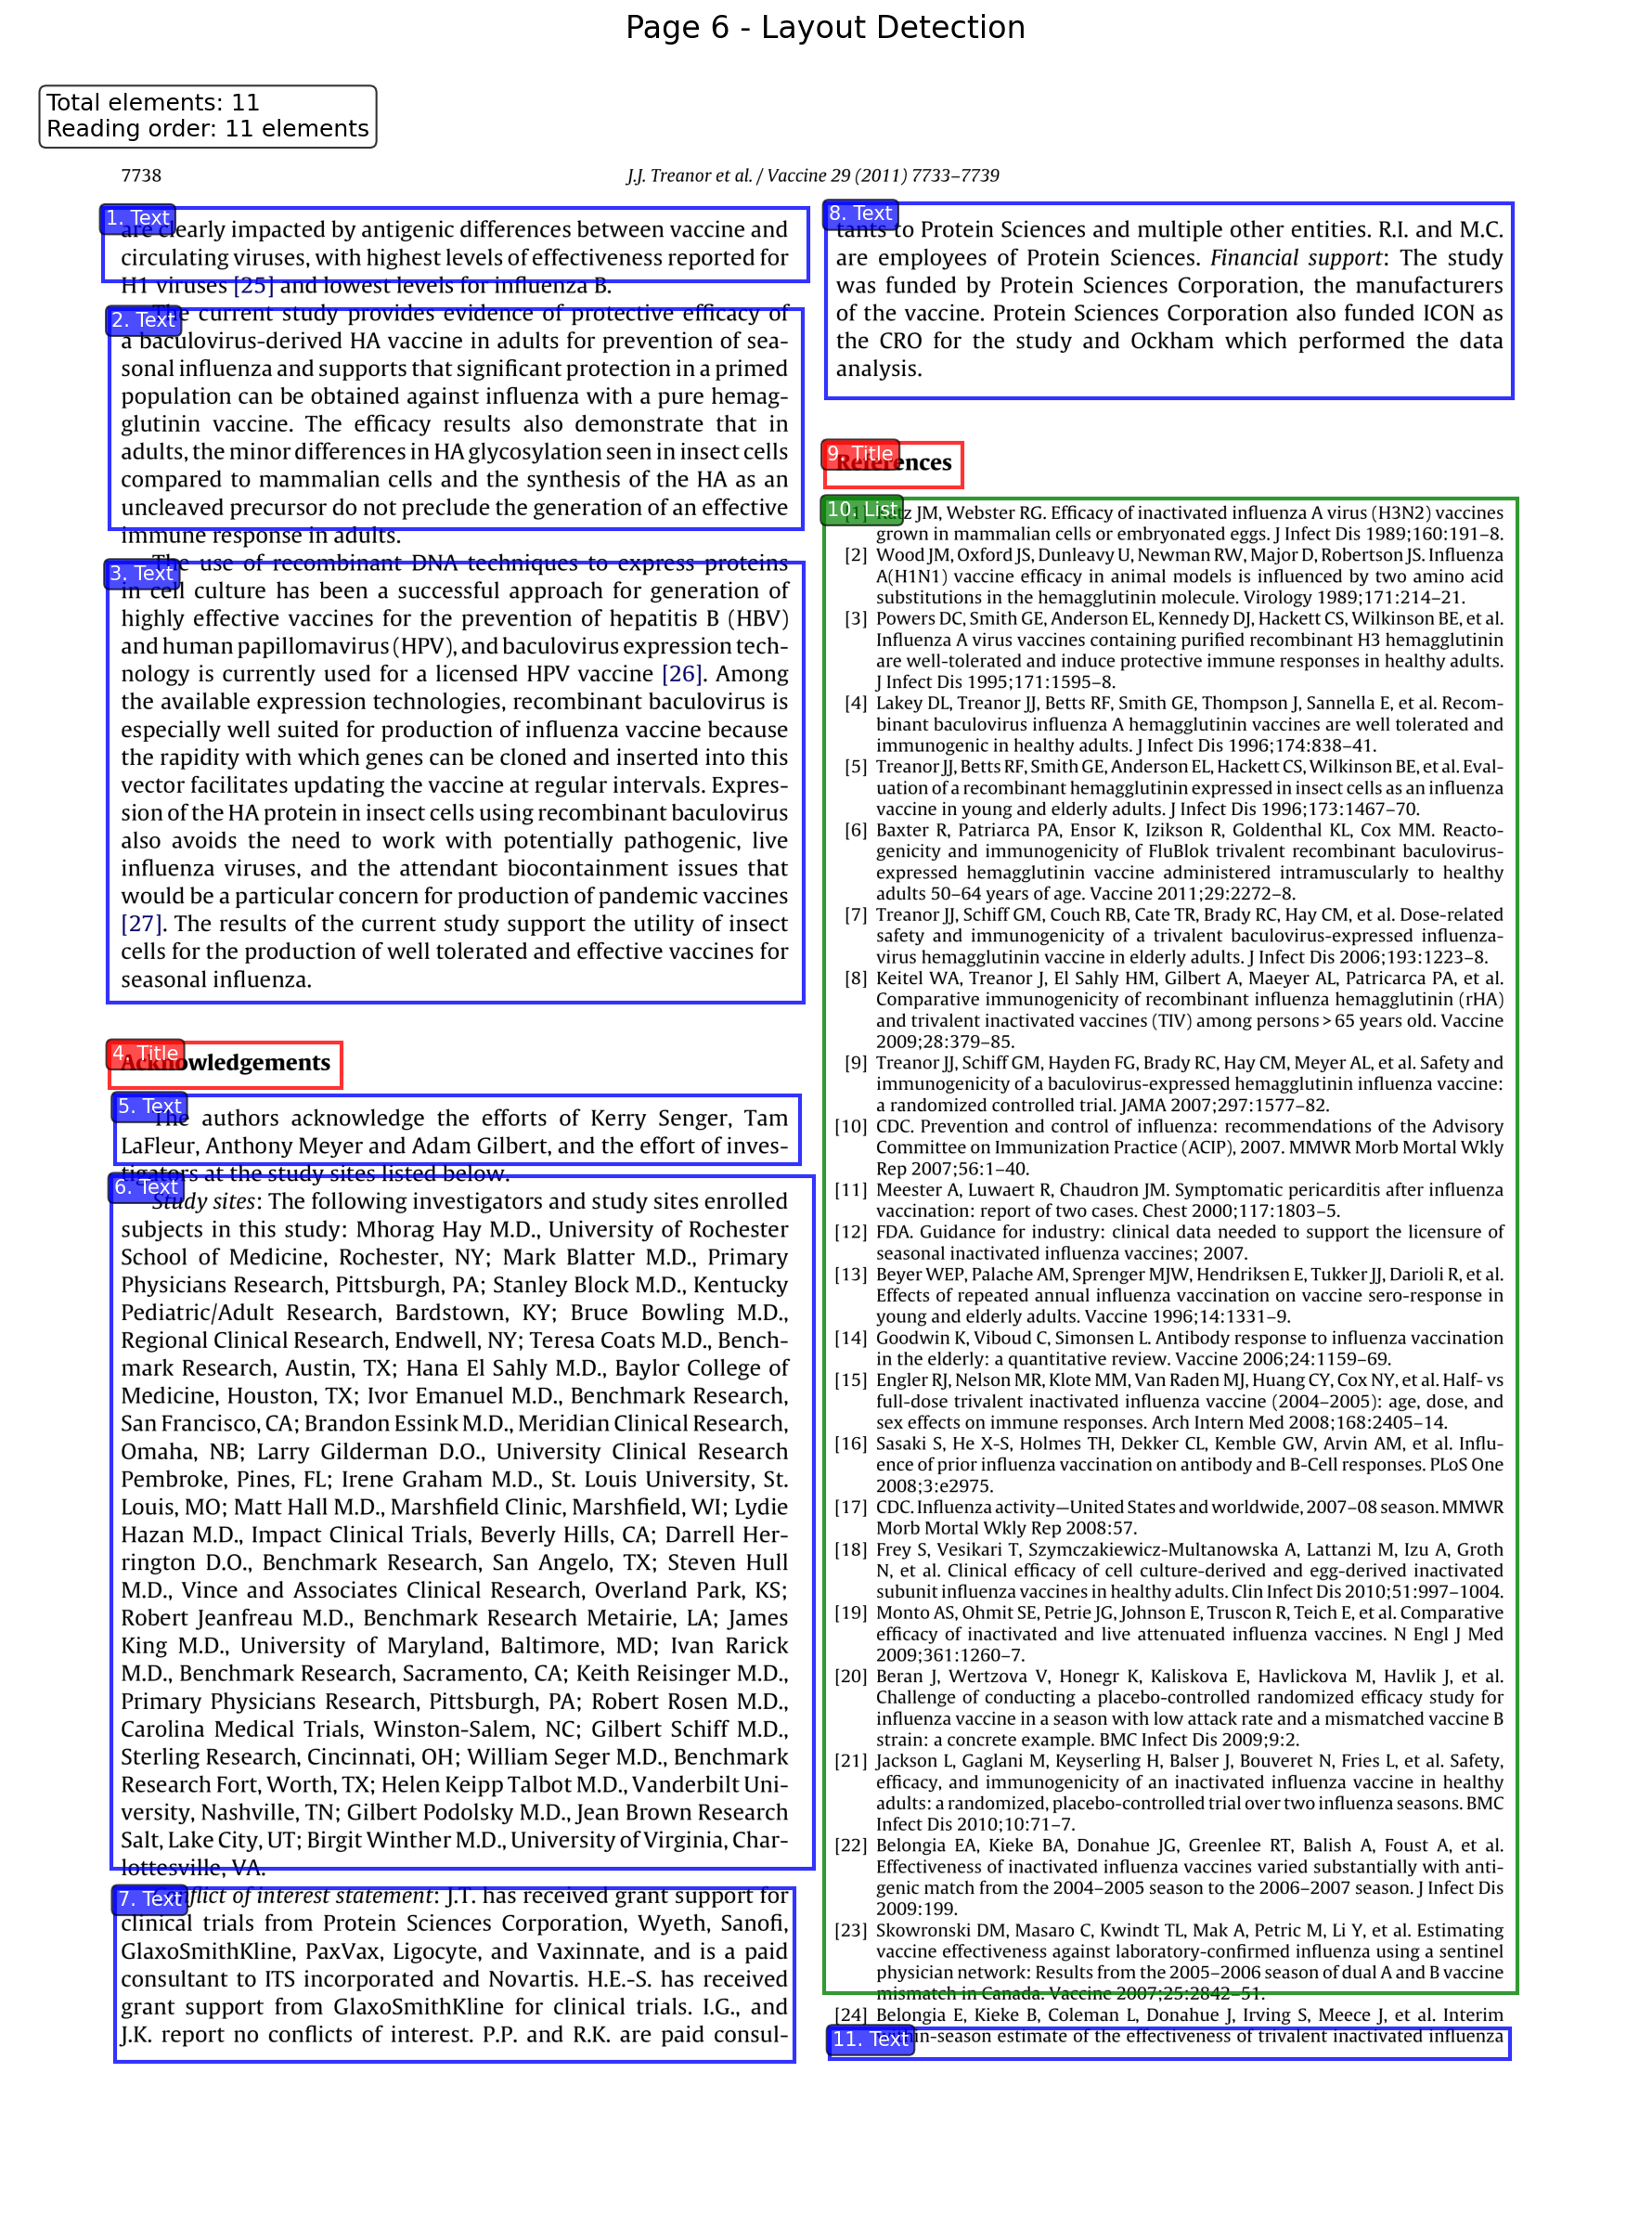 Page 6 - Layout Detection
Total elements: 11
Reading order: 11 elements
7738
J.J. Treanor et al. / Vaccine 29 (2011) 7733–7739
1. Text
are clearly impacted by antigenic differences between vaccine and
circulating viruses, with highest levels of effectiveness reported for
H1 viruses [25] and lowest levels for influenza B.
2. Text
The current study provides evidence of protective efficacy of
a baculovirus-derived HA vaccine in adults for prevention of sea-
sonal influenza and supports that significant protection in a primed
population can be obtained against influenza with a pure hemag-
glutinin vaccine. The efficacy results also demonstrate that in
adults, the minor differences in HA glycosylation seen in insect cells
compared to mammalian cells and the synthesis of the HA as an
uncleaved precursor do not preclude the generation of an effective
immune response in adults.
3. Text
The use of recombinant DNA techniques to express proteins
in cell culture has been a successful approach for generation of
highly effective vaccines for the prevention of hepatitis B (HBV)
and human papillomavirus (HPV), and baculovirus expression tech-
nology is currently used for a licensed HPV vaccine [26]. Among
the available expression technologies, recombinant baculovirus is
especially well suited for production of influenza vaccine because
the rapidity with which genes can be cloned and inserted into this
vector facilitates updating the vaccine at regular intervals. Expres-
sion of the HA protein in insect cells using recombinant baculovirus
also avoids the need to work with potentially pathogenic, live
influenza viruses, and the attendant biocontainment issues that
would be a particular concern for production of pandemic vaccines
[27]. The results of the current study support the utility of insect
cells for the production of well tolerated and effective vaccines for
seasonal influenza.
4. Title
Acknowledgements
5. Text
The authors acknowledge the efforts of Kerry Senger, Tam
LaFleur, Anthony Meyer and Adam Gilbert, and the effort of inves-
tigators at the study sites listed below.
6. Text
Study sites: The following investigators and study sites enrolled
subjects in this study: Mhorag Hay M.D., University of Rochester
School of Medicine, Rochester, NY; Mark Blatter M.D., Primary
Physicians Research, Pittsburgh, PA; Stanley Block M.D., Kentucky
Pediatric/Adult Research, Bardstown, KY; Bruce Bowling M.D.,
Regional Clinical Research, Endwell, NY; Teresa Coats M.D., Bench-
mark Research, Austin, TX; Hana El Sahly M.D., Baylor College of
Medicine, Houston, TX; Ivor Emanuel M.D., Benchmark Research,
San Francisco, CA; Brandon Essink M.D., Meridian Clinical Research,
Omaha, NB; Larry Gilderman D.O., University Clinical Research
Pembroke, Pines, FL; Irene Graham M.D., St. Louis University, St.
Louis, MO; Matt Hall M.D., Marshfield Clinic, Marshfield, WI; Lydie
Hazan M.D., Impact Clinical Trials, Beverly Hills, CA; Darrell Her-
rington D.O., Benchmark Research, San Angelo, TX; Steven Hull
M.D., Vince and Associates Clinical Research, Overland Park, KS;
Robert Jeanfreau M.D., Benchmark Research Metairie, LA; James
King M.D., University of Maryland, Baltimore, MD; Ivan Rarick
M.D., Benchmark Research, Sacramento, CA; Keith Reisinger M.D.,
Primary Physicians Research, Pittsburgh, PA; Robert Rosen M.D.,
Carolina Medical Trials, Winston-Salem, NC; Gilbert Schiff M.D.,
Sterling Research, Cincinnati, OH; William Seger M.D., Benchmark
Research Fort, Worth, TX; Helen Keipp Talbot M.D., Vanderbilt Uni-
versity, Nashville, TN; Gilbert Podolsky M.D., Jean Brown Research
Salt, Lake City, UT; Birgit Winther M.D., University of Virginia, Char-
lottesville, VA.
7. Text
Conflict of interest statement: J.T. has received grant support for
clinical trials from Protein Sciences Corporation, Wyeth, Sanofi,
GlaxoSmithKline, PaxVax, Ligocyte, and Vaxinnate, and is a paid
consultant to ITS incorporated and Novartis. H.E.-S. has received
grant support from GlaxoSmithKline for clinical trials. I.G., and
J.K. report no conflicts of interest. P.P. and R.K. are paid consul-
8. Text
tants to Protein Sciences and multiple other entities. R.I. and M.C.
are employees of Protein Sciences. Financial support: The study
was funded by Protein Sciences Corporation, the manufacturers
of the vaccine. Protein Sciences Corporation also funded ICON as
the CRO for the study and Ockham which performed the data
analysis.
9. Title
References
10. List
[1] Katz JM, Webster RG. Efficacy of inactivated influenza A virus (H3N2) vaccines
grown in mammalian cells or embryonated eggs. J Infect Dis 1989;160:191–8.
[2] Wood JM, Oxford JS, Dunleavy U, Newman RW, Major D, Robertson JS. Influenza
A(H1N1) vaccine efficacy in animal models is influenced by two amino acid
substitutions in the hemagglutinin molecule. Virology 1989;171:214–21.
[3] Powers DC, Smith GE, Anderson EL, Kennedy DJ, Hackett CS, Wilkinson BE, et al.
Influenza A virus vaccines containing purified recombinant H3 hemagglutinin
are well-tolerated and induce protective immune responses in healthy adults.
J Infect Dis 1995;171:1595–8.
[4] Lakey DL, Treanor JJ, Betts RF, Smith GE, Thompson J, Sannella E, et al. Recom-
binant baculovirus influenza A hemagglutinin vaccines are well tolerated and
immunogenic in healthy adults. J Infect Dis 1996;174:838–41.
[5] Treanor JJ, Betts RF, Smith GE, Anderson EL, Hackett CS, Wilkinson BE, et al. Eval-
uation of a recombinant hemagglutinin expressed in insect cells as an influenza
vaccine in young and elderly adults. J Infect Dis 1996;173:1467–70.
[6] Baxter R, Patriarca PA, Ensor K, Izikson R, Goldenthal KL, Cox MM. Reacto-
genicity and immunogenicity of FluBlok trivalent recombinant baculovirus-
expressed hemagglutinin vaccine administered intramuscularly to healthy
adults 50–64 years of age. Vaccine 2011;29:2272–8.
[7] Treanor JJ, Schiff GM, Couch RB, Cate TR, Brady RC, Hay CM, et al. Dose-related
safety and immunogenicity of a trivalent baculovirus-expressed influenza-
virus hemagglutinin vaccine in elderly adults. J Infect Dis 2006;193:1223–8.
[8] Keitel WA, Treanor J, El Sahly HM, Gilbert A, Maeyer AL, Patricarca PA, et al.
Comparative immunogenicity of recombinant influenza hemagglutinin (rHA)
and trivalent inactivated vaccines (TIV) among persons > 65 years old. Vaccine
2009;28:379–85.
[9] Treanor JJ, Schiff GM, Hayden FG, Brady RC, Hay CM, Meyer AL, et al. Safety and
immunogenicity of a baculovirus-expressed hemagglutinin influenza vaccine:
a randomized controlled trial. JAMA 2007;297:1577–82.
[10] CDC. Prevention and control of influenza: recommendations of the Advisory
Committee on Immunization Practice (ACIP), 2007. MMWR Morb Mortal Wkly
Rep 2007;56:1–40.
[11] Meester A, Luwaert R, Chaudron JM. Symptomatic pericarditis after influenza
vaccination: report of two cases. Chest 2000;117:1803–5.
[12] FDA. Guidance for industry: clinical data needed to support the licensure of
seasonal inactivated influenza vaccines; 2007.
[13] Beyer WEP, Palache AM, Sprenger MJW, Hendriksen E, Tukker JJ, Darioli R, et al.
Effects of repeated annual influenza vaccination on vaccine sero-response in
young and elderly adults. Vaccine 1996;14:1331–9.
[14] Goodwin K, Viboud C, Simonsen L. Antibody response to influenza vaccination
in the elderly: a quantitative review. Vaccine 2006;24:1159–69.
[15] Engler RJ, Nelson MR, Klote MM, Van Raden MJ, Huang CY, Cox NY, et al. Half- vs
full-dose trivalent inactivated influenza vaccine (2004–2005): age, dose, and
sex effects on immune responses. Arch Intern Med 2008;168:2405–14.
[16] Sasaki S, He X-S, Holmes TH, Dekker CL, Kemble GW, Arvin AM, et al. Influ-
ence of prior influenza vaccination on antibody and B-Cell responses. PLoS One
2008;3:e2975.
[17] CDC. Influenza activity—United States and worldwide, 2007–08 season. MMWR
Morb Mortal Wkly Rep 2008:57.
[18] Frey S, Vesikari T, Szymczakiewicz-Multanowska A, Lattanzi M, Izu A, Groth
N, et al. Clinical efficacy of cell culture-derived and egg-derived inactivated
subunit influenza vaccines in healthy adults. Clin Infect Dis 2010;51:997–1004.
[19] Monto AS, Ohmit SE, Petrie JG, Johnson E, Truscon R, Teich E, et al. Comparative
efficacy of inactivated and live attenuated influenza vaccines. N Engl J Med
2009;361:1260–7.
[20] Beran J, Wertzova V, Honegr K, Kaliskova E, Havlickova M, Havlik J, et al.
Challenge of conducting a placebo-controlled randomized efficacy study for
influenza vaccine in a season with low attack rate and a mismatched vaccine B
strain: a concrete example. BMC Infect Dis 2009;9:2.
[21] Jackson L, Gaglani M, Keyserling H, Balser J, Bouveret N, Fries L, et al. Safety,
efficacy, and immunogenicity of an inactivated influenza vaccine in healthy
adults: a randomized, placebo-controlled trial over two influenza seasons. BMC
Infect Dis 2010;10:71–7.
[22] Belongia EA, Kieke BA, Donahue JG, Greenlee RT, Balish A, Foust A, et al.
Effectiveness of inactivated influenza vaccines varied substantially with anti-
genic match from the 2004–2005 season to the 2006–2007 season. J Infect Dis
2009:199.
[23] Skowronski DM, Masaro C, Kwindt TL, Mak A, Petric M, Li Y, et al. Estimating
vaccine effectiveness against laboratory-confirmed influenza using a sentinel
physician network: Results from the 2005–2006 season of dual A and B vaccine
mismatch in Canada. Vaccine 2007;25:2842–51.
[24] Belongia E, Kieke B, Coleman L, Donahue J, Irving S, Meece J, et al. Interim
within-season estimate of the effectiveness of trivalent inactivated influenza
11. Text